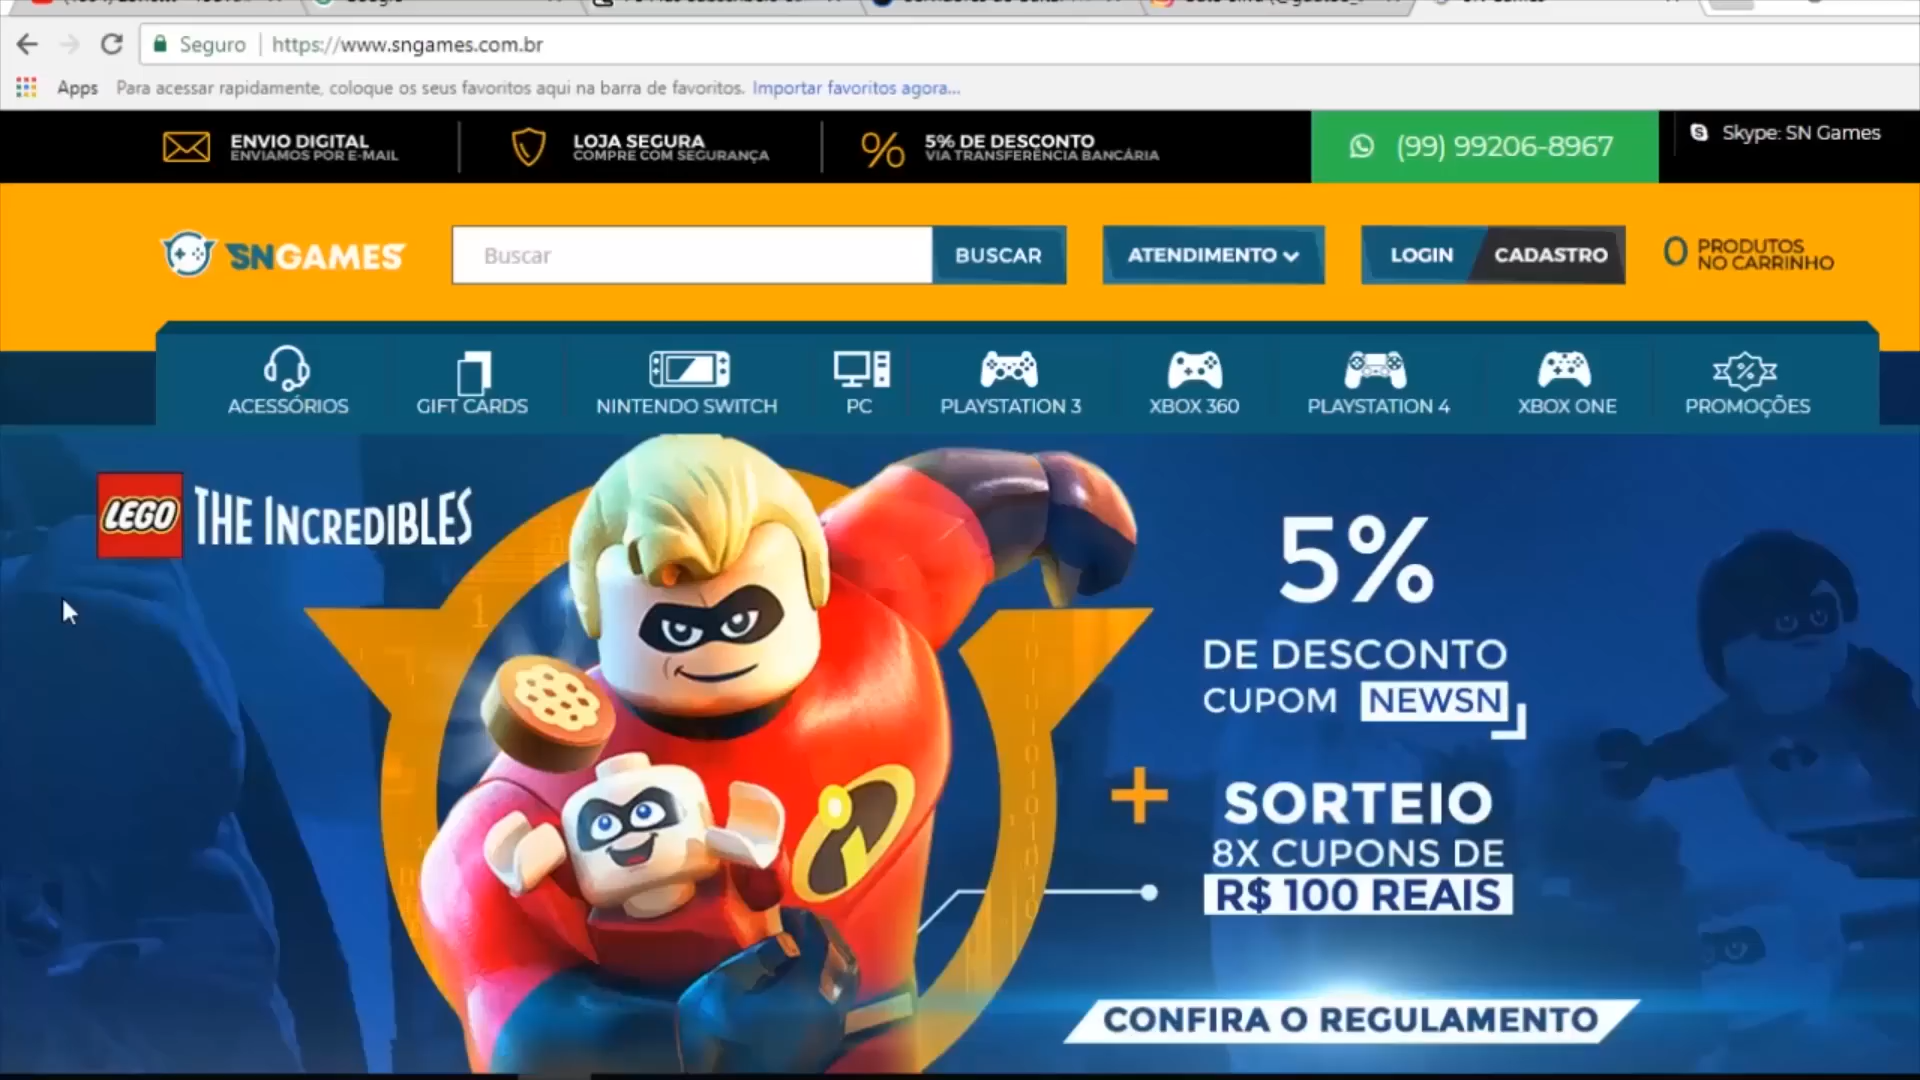 Seguro
https://www.sngames.com.br
Apps
Para acessar rapidamente, coloque os seus favoritos aqui na barra de favoritos.
Importar favoritos agora...
ENVIO DIGITAL
ENVIAMOS POR E-MAIL
LOJA SEGURA
COMPRE COM SEGURANÇA
%
5% DE DESCONTO
VIA TRANSFERÊNCIA BANCÁRIA
(99) 99206-8967
Skype: SN Games
SNGAMES
Buscar
BUSCAR
ATENDIMENTO
LOGIN
CADASTRO
0 PRODUTOS
NO CARRINHO
ACESSÓRIOS
GIFT CARDS
NINTENDO SWITCH
PC
PLAYSTATION 3
XBOX 360
PLAYSTATION 4
XBOX ONE
PROMOÇÕES
LEGO THE INCREDIBLES
5%
DE DESCONTO
CUPOM NEWSN
+ SORTEIO
8X CUPONS DE
R$ 100 REAIS
CONFIRA O REGULAMENTO